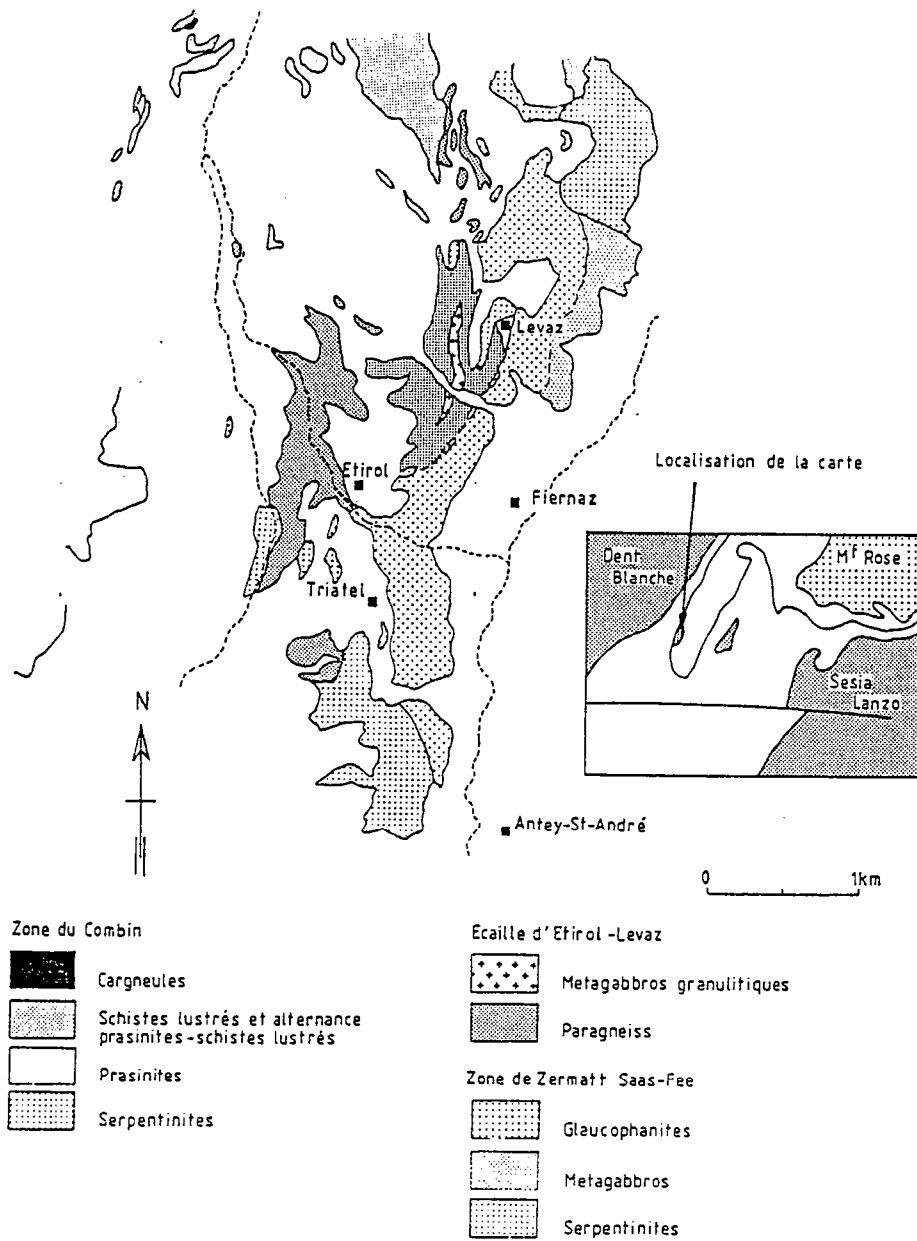 Levaz
Etirol
Fiernaz
Triatel
Antey-St-André
N
Localisation de la carte
Dent
Blanche
Mt Rose
Sesia
Lanzo
0 1km
Zone du Combin
Cargneules
Schistes lustrés et alternance
prasinites-schistes lustrés
Prasinites
Serpentinites
Ecaille d'Etirol-Levaz
Metagabbros granulitiques
Paragneiss
Zone de Zermatt Saas-Fee
Glaucophanites
Metagabbros
Serpentinites